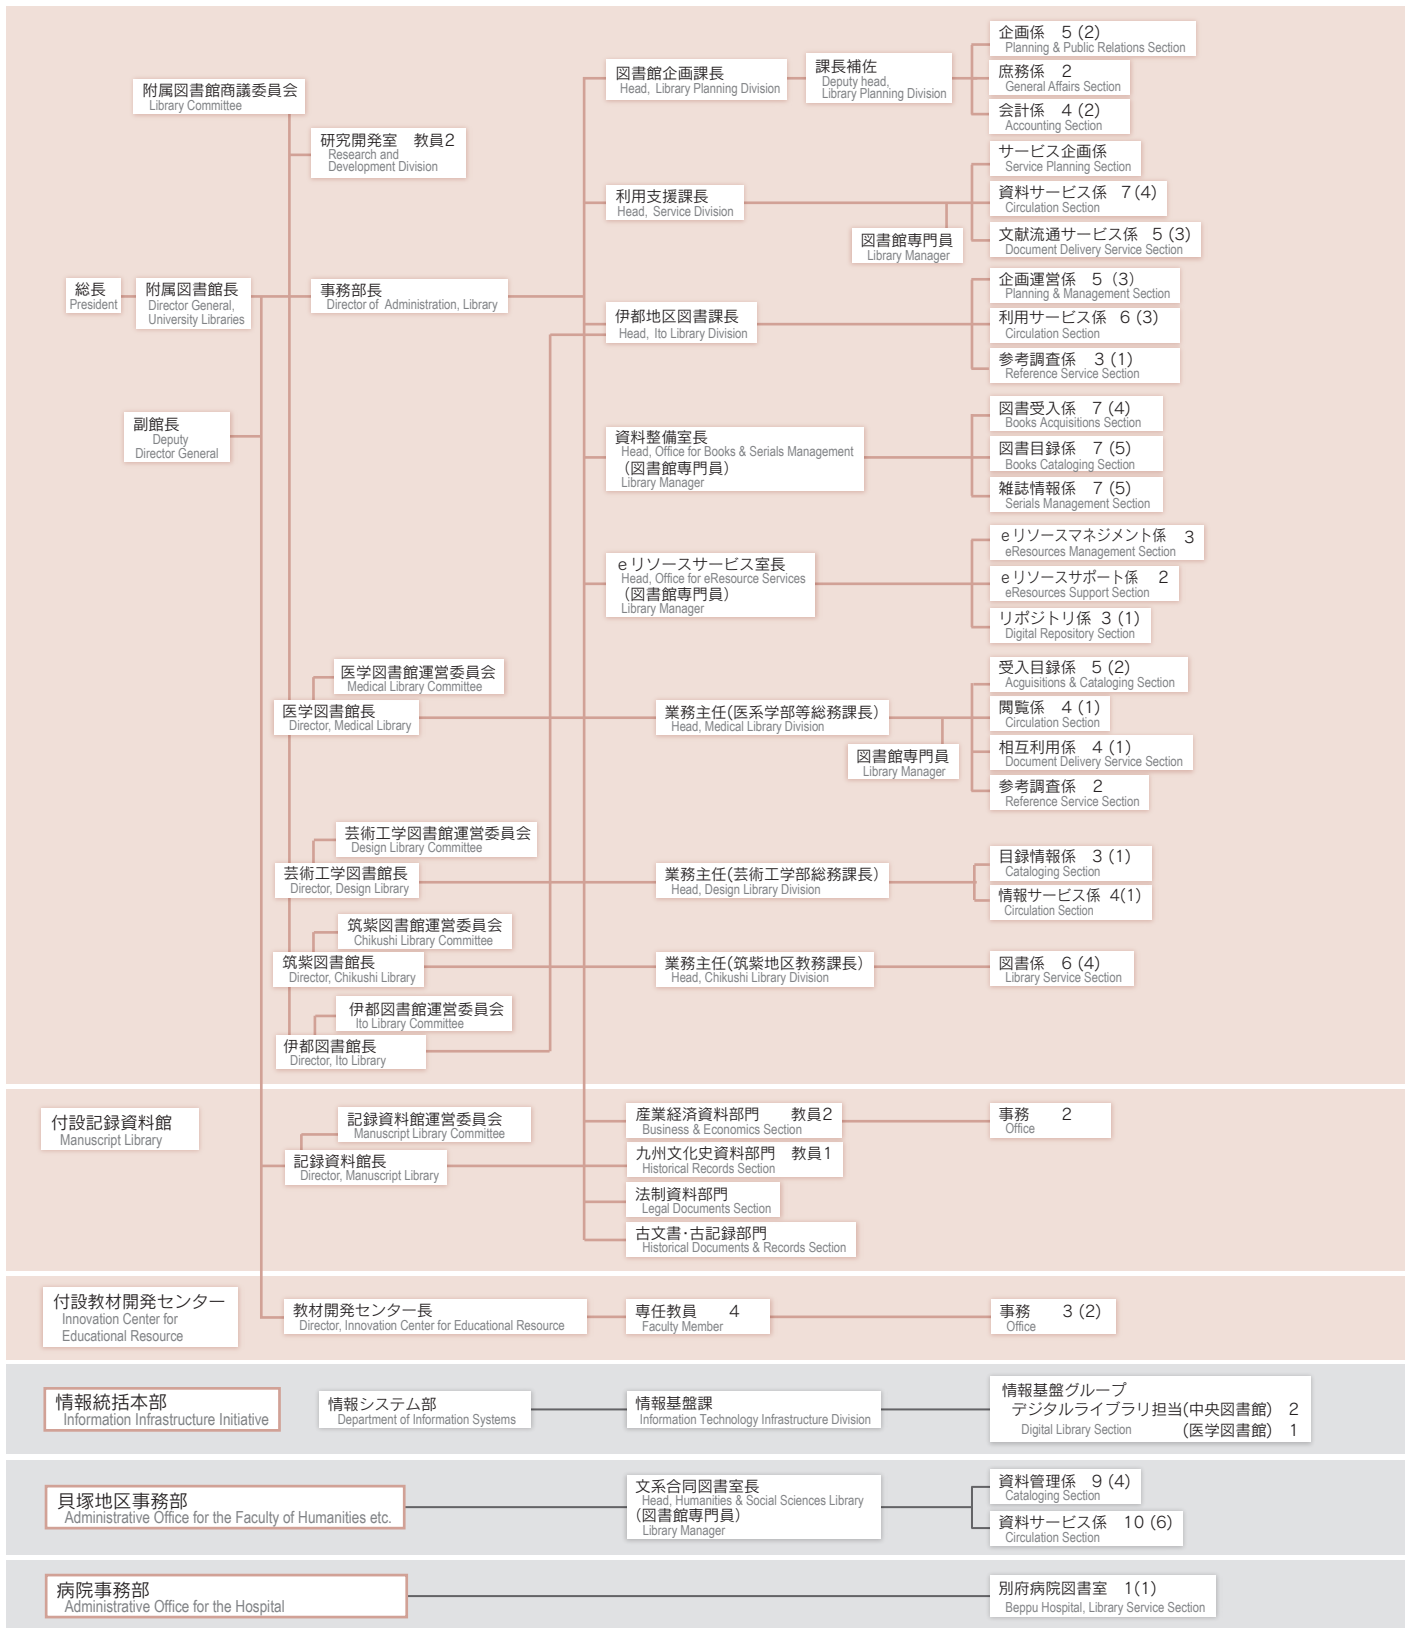 附属図書館商議委員会
Library Committee
研究開発室　教員2
Research and
Development Division
総長
President
附属図書館長
Director General,
University Libraries
事務部長
Director of Administration, Library
副館長
Deputy
Director General
図書館企画課長
Head, Library Planning Division
課長補佐
Deputy head,
Library Planning Division
企画係　5 (2)
Planning & Public Relations Section
庶務係　2
General Affairs Section
会計係　4 (2)
Accounting Section
利用支援課長
Head, Service Division
図書館専門員
Library Manager
サービス企画係
Service Planning Section
資料サービス係　7 (4)
Circulation Section
文献流通サービス係　5 (3)
Document Delivery Service Section
伊都地区図書課長
Head, Ito Library Division
企画運営係　5　(3)
Planning & Management Section
利用サービス係　6 (3)
Circulation Section
参考調査係　3 (1)
Reference Service Section
資料整備室長
Head, Office for Books & Serials Management
（図書館専門員）
Library Manager
図書受入係　7 (4)
Books Acquisitions Section
図書目録係　7 (5)
Books Cataloging Section
雑誌情報係　7 (5)
Serials Management Section
eリソースサービス室長
Head, Office for eResource Services
（図書館専門員）
Library Manager
eリソースマネジメント係　3
eResources Management Section
eリソースサポート係　2
eResources Support Section
リポジトリ係　3 (1)
Digital Repository Section
医学図書館運営委員会
Medical Library Committee
医学図書館長
Director, Medical Library
業務主任(医系学部等総務課長)
Head, Medical Library Division
図書館専門員
Library Manager
受入目録係　5 (2)
Acguisitions & Cataloging Section
閲覧係　4 (1)
Circulation Section
相互利用係　4 (1)
Document Delivery Service Section
参考調査係　2
Reference Service Section
芸術工学図書館運営委員会
Design Library Committee
芸術工学図書館長
Director, Design Library
業務主任(芸術工学部総務課長)
Head, Design Library Division
目録情報係　3 (1)
Cataloging Section
情報サービス係　4(1)
Circulation Section
筑紫図書館運営委員会
Chikushi Library Committee
筑紫図書館長
Director, Chikushi Library
業務主任(筑紫地区教務課長)
Head, Chikushi Library Division
図書係　6 (4)
Library Service Section
伊都図書館運営委員会
Ito Library Committee
伊都図書館長
Director, Ito Library
付設記録資料館
Manuscript Library
記録資料館運営委員会
Manuscript Library Committee
記録資料館長
Director, Manuscript Library
産業経済資料部門　教員2
Business & Economics Section
事務　2
Office
九州文化史資料部門　教員1
Historical Records Section
法制資料部門
Legal Documents Section
古文書･古記録部門
Historical Documents & Records Section
付設教材開発センター
Innovation Center for
Educational Resource
教材開発センター長
Director, Innovation Center for Educational Resource
専任教員　4
Faculty Member
事務　3 (2)
Office
情報統括本部
Information Infrastructure Initiative
情報システム部
Department of Information Systems
情報基盤課
Information Technology Infrastructure Division
情報基盤グループ
デジタルライブラリ担当(中央図書館)　2
Digital Library Section　(医学図書館)　1
貝塚地区事務部
Administrative Office for the Faculty of Humanities etc.
文系合同図書室長
Head, Humanities & Social Sciences Library
(図書館専門員)
Library Manager
資料管理係　9 (4)
Cataloging Section
資料サービス係　10 (6)
Circulation Section
病院事務部
Administrative Office for the Hospital
別府病院図書室　1(1)
Beppu Hospital, Library Service Section